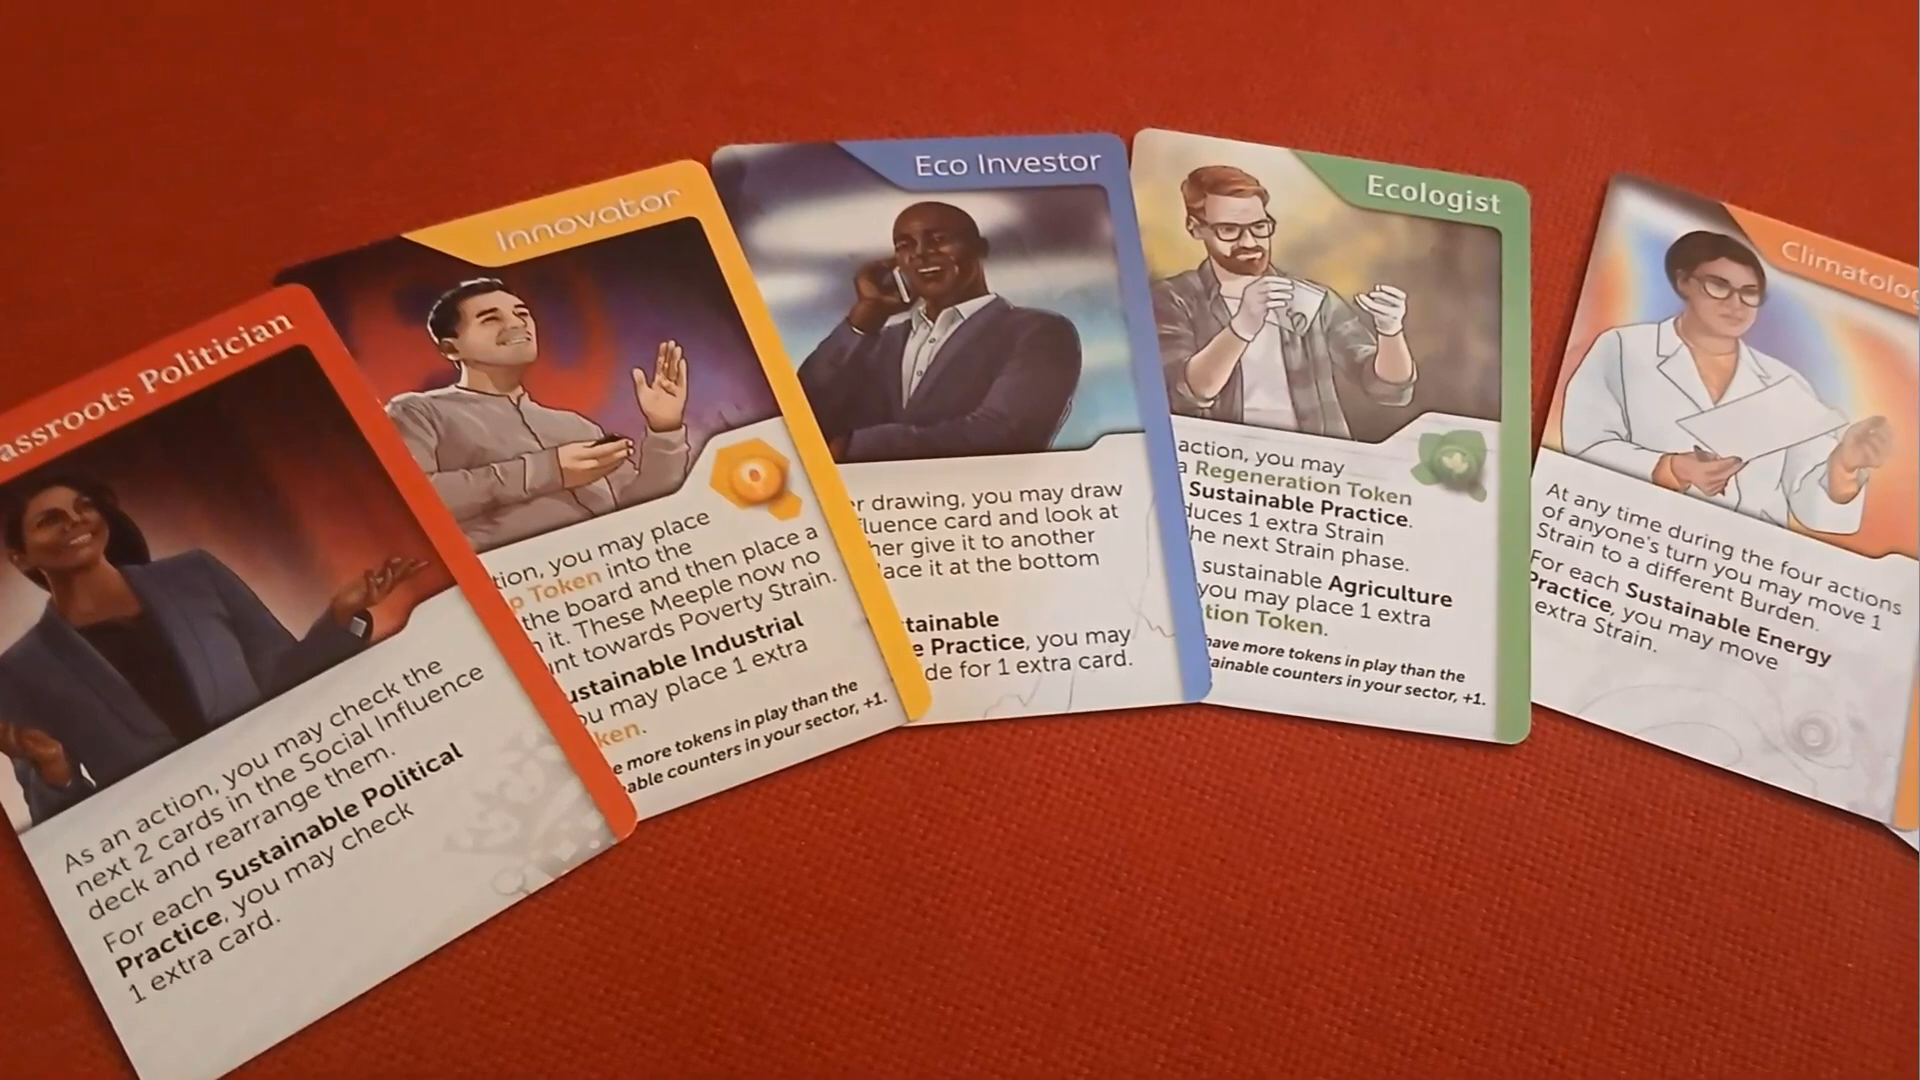 assroots Politician
As an action, you may check the
next 2 cards in the Social Influence
deck and rearrange them.
For each Sustainable Political
Practice, you may check
1 extra card.
Innovator
tion, you may place
p Token into the
the board and then place a
n it. These Meeple now no
unt towards Poverty Strain.
ustainable Industrial
ou may place 1 extra
ken.
e more tokens in play than the
able counters in your sector, +1.
Eco Investor
r drawing, you may draw
fluence card and look at
her give it to another
ace it at the bottom
tainable
e Practice, you may
de for 1 extra card.
Ecologist
action, you may
a Regeneration Token
Sustainable Practice.
duces 1 extra Strain
he next Strain phase.
sustainable Agriculture
you may place 1 extra
tion Token.
have more tokens in play than the
ainable counters in your sector, +1.
Climatolog
At any time during the four actions
of anyone's turn you may move 1
Strain to a different Burden.
For each Sustainable Energy
Practice, you may move
extra Strain.